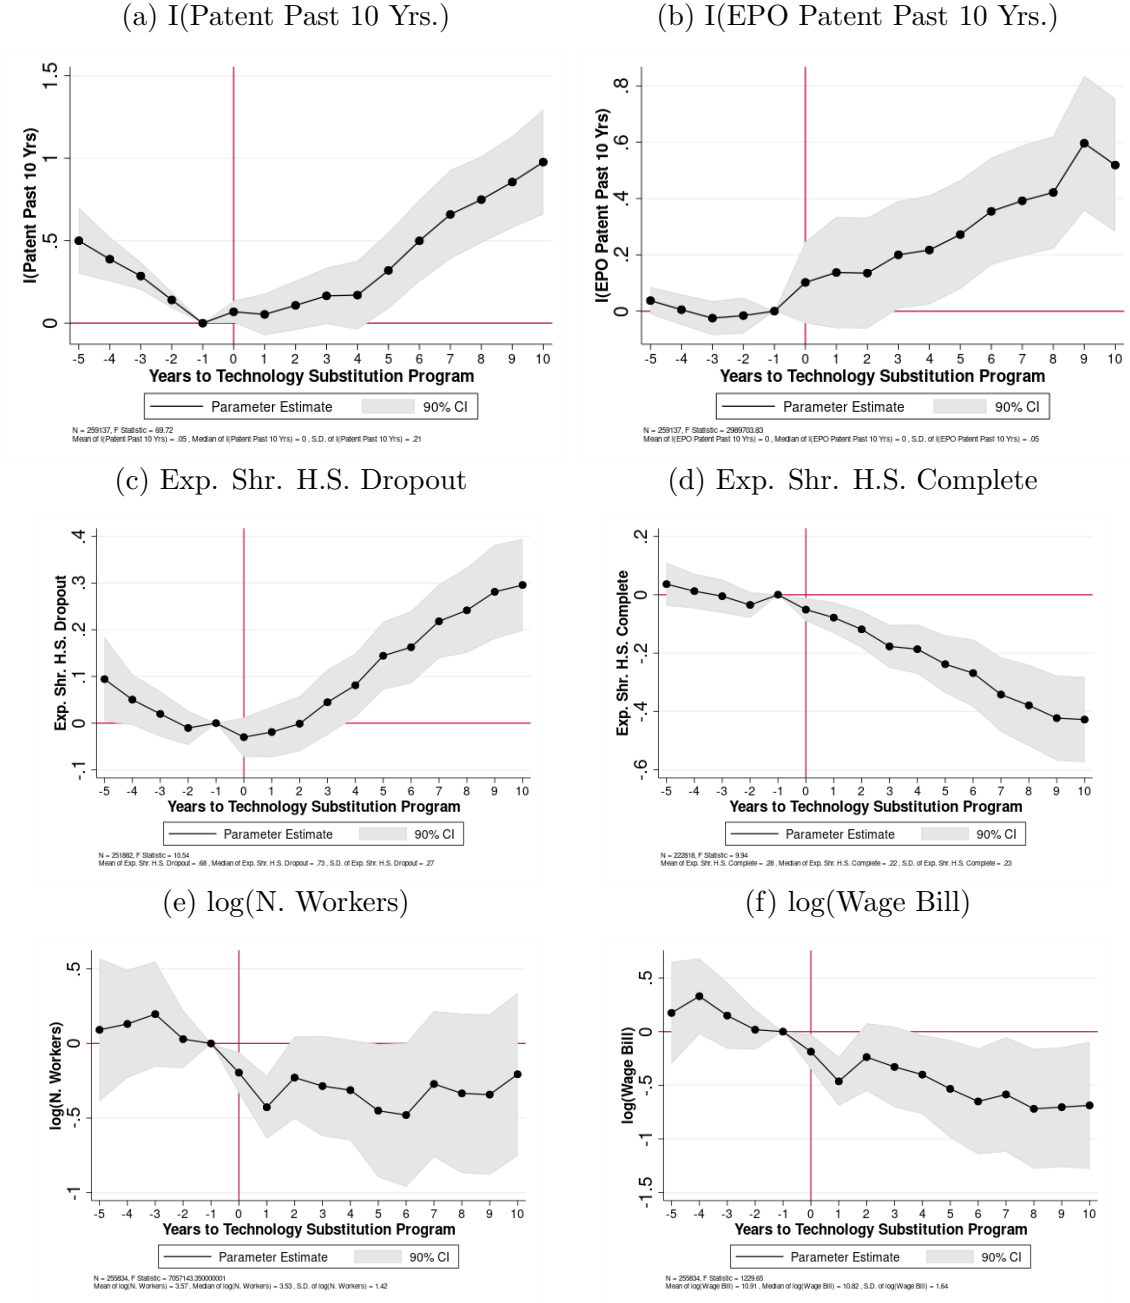 (a) I(Patent Past 10 Yrs.)
(b) I(EPO Patent Past 10 Yrs.)
I(Patent Past 10 Yrs)
1.5
1
.5
0
-5 -4 -3 -2 -1 0 1 2 3 4 5 6 7 8 9 10
Years to Technology Substitution Program
Parameter Estimate 90% CI
N = 259137, F Statistic = 69.72
Mean of I(Patent Past 10 Yrs) = .05 , Median of I(Patent Past 10 Yrs) = 0 , S.D. of I(Patent Past 10 Yrs) = .21
I(EPO Patent Past 10 Yrs)
.8
.6
.4
.2
0
-5 -4 -3 -2 -1 0 1 2 3 4 5 6 7 8 9 10
Years to Technology Substitution Program
Parameter Estimate 90% CI
N = 259137, F Statistic = 2989703.83
Mean of I(EPO Patent Past 10 Yrs) = 0 , Median of I(EPO Patent Past 10 Yrs) = 0 , S.D. of I(EPO Patent Past 10 Yrs) = .05
(c) Exp. Shr. H.S. Dropout
(d) Exp. Shr. H.S. Complete
Exp. Shr. H.S. Dropout
.4
.3
.2
.1
0
-.1
-5 -4 -3 -2 -1 0 1 2 3 4 5 6 7 8 9 10
Years to Technology Substitution Program
Parameter Estimate 90% CI
N = 251882, F Statistic = 10.54
Mean of Exp. Shr. H.S. Dropout = .68 , Median of Exp. Shr. H.S. Dropout = .73 , S.D. of Exp. Shr. H.S. Dropout = .27
Exp. Shr. H.S. Complete
.2
0
-.2
-.4
-.6
-5 -4 -3 -2 -1 0 1 2 3 4 5 6 7 8 9 10
Years to Technology Substitution Program
Parameter Estimate 90% CI
N = 222818, F Statistic = 9.94
Mean of Exp. Shr. H.S. Complete = .28 , Median of Exp. Shr. H.S. Complete = .22 , S.D. of Exp. Shr. H.S. Complete = .23
(e) log(N. Workers)
(f) log(Wage Bill)
log(N. Workers)
.5
0
-.5
-1
-5 -4 -3 -2 -1 0 1 2 3 4 5 6 7 8 9 10
Years to Technology Substitution Program
Parameter Estimate 90% CI
N = 255834, F Statistic = 7057143.350000001
Mean of log(N. Workers) = 3.57 , Median of log(N. Workers) = 3.53 , S.D. of log(N. Workers) = 1.42
log(Wage Bill)
.5
0
-.5
-1
-1.5
-5 -4 -3 -2 -1 0 1 2 3 4 5 6 7 8 9 10
Years to Technology Substitution Program
Parameter Estimate 90% CI
N = 255834, F Statistic = 1229.65
Mean of log(Wage Bill) = 10.91 , Median of log(Wage Bill) = 10.82 , S.D. of log(Wage Bill) = 1.64